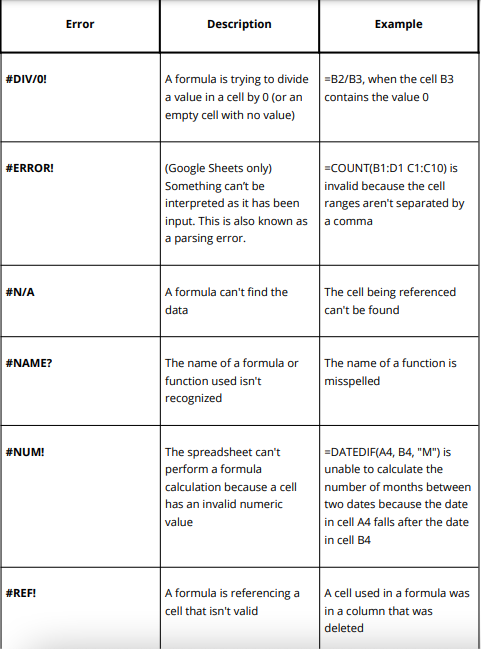 Error Description Example
#DIV/0! A formula is trying to divide =B2/B3, when the cell B3
a value in a cell by 0 (or an contains the value 0
empty cell with no value)
#ERROR! (Google Sheets only) =COUNT(B1:D1 C1:C10) is
Something can’t be invalid because the cell
interpreted as it has been ranges aren't separated by
input. This is also known as a comma
a parsing error.
#N/A A formula can't find the The cell being referenced
data can't be found
#NAME? The name of a formula or The name of a function is
function used isn't misspelled
recognized
#NUM! The spreadsheet can't =DATEDIF(A4, B4, "M") is
perform a formula unable to calculate the
calculation because a cell number of months between
has an invalid numeric two dates because the date
value in cell A4 falls after the date
in cell B4
#REF! A formula is referencing a A cell used in a formula was
cell that isn't valid in a column that was
deleted